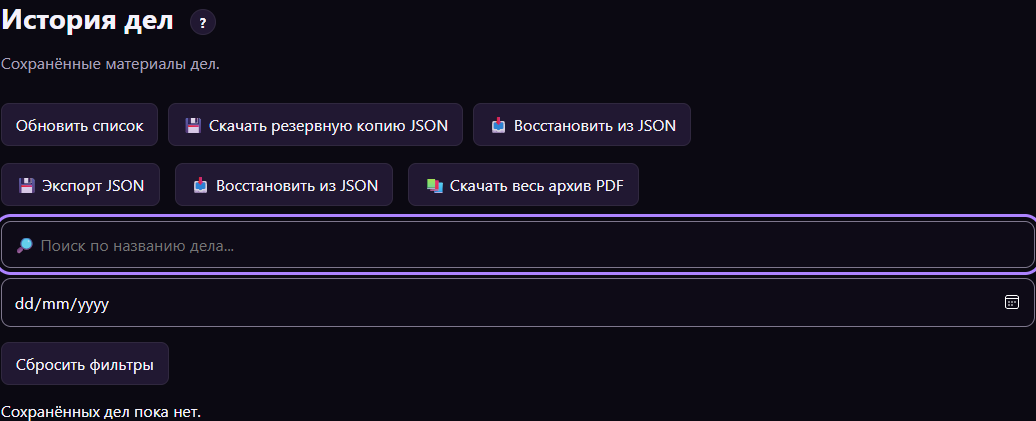 История дел ?
Сохранённые материалы дел.
Обновить список Скачать резервную копию JSON Восстановить из JSON
Экспорт JSON Восстановить из JSON Скачать весь архив PDF
Поиск по названию дела...
dd/mm/yyyy
Сбросить фильтры
Сохранённых дел пока нет.